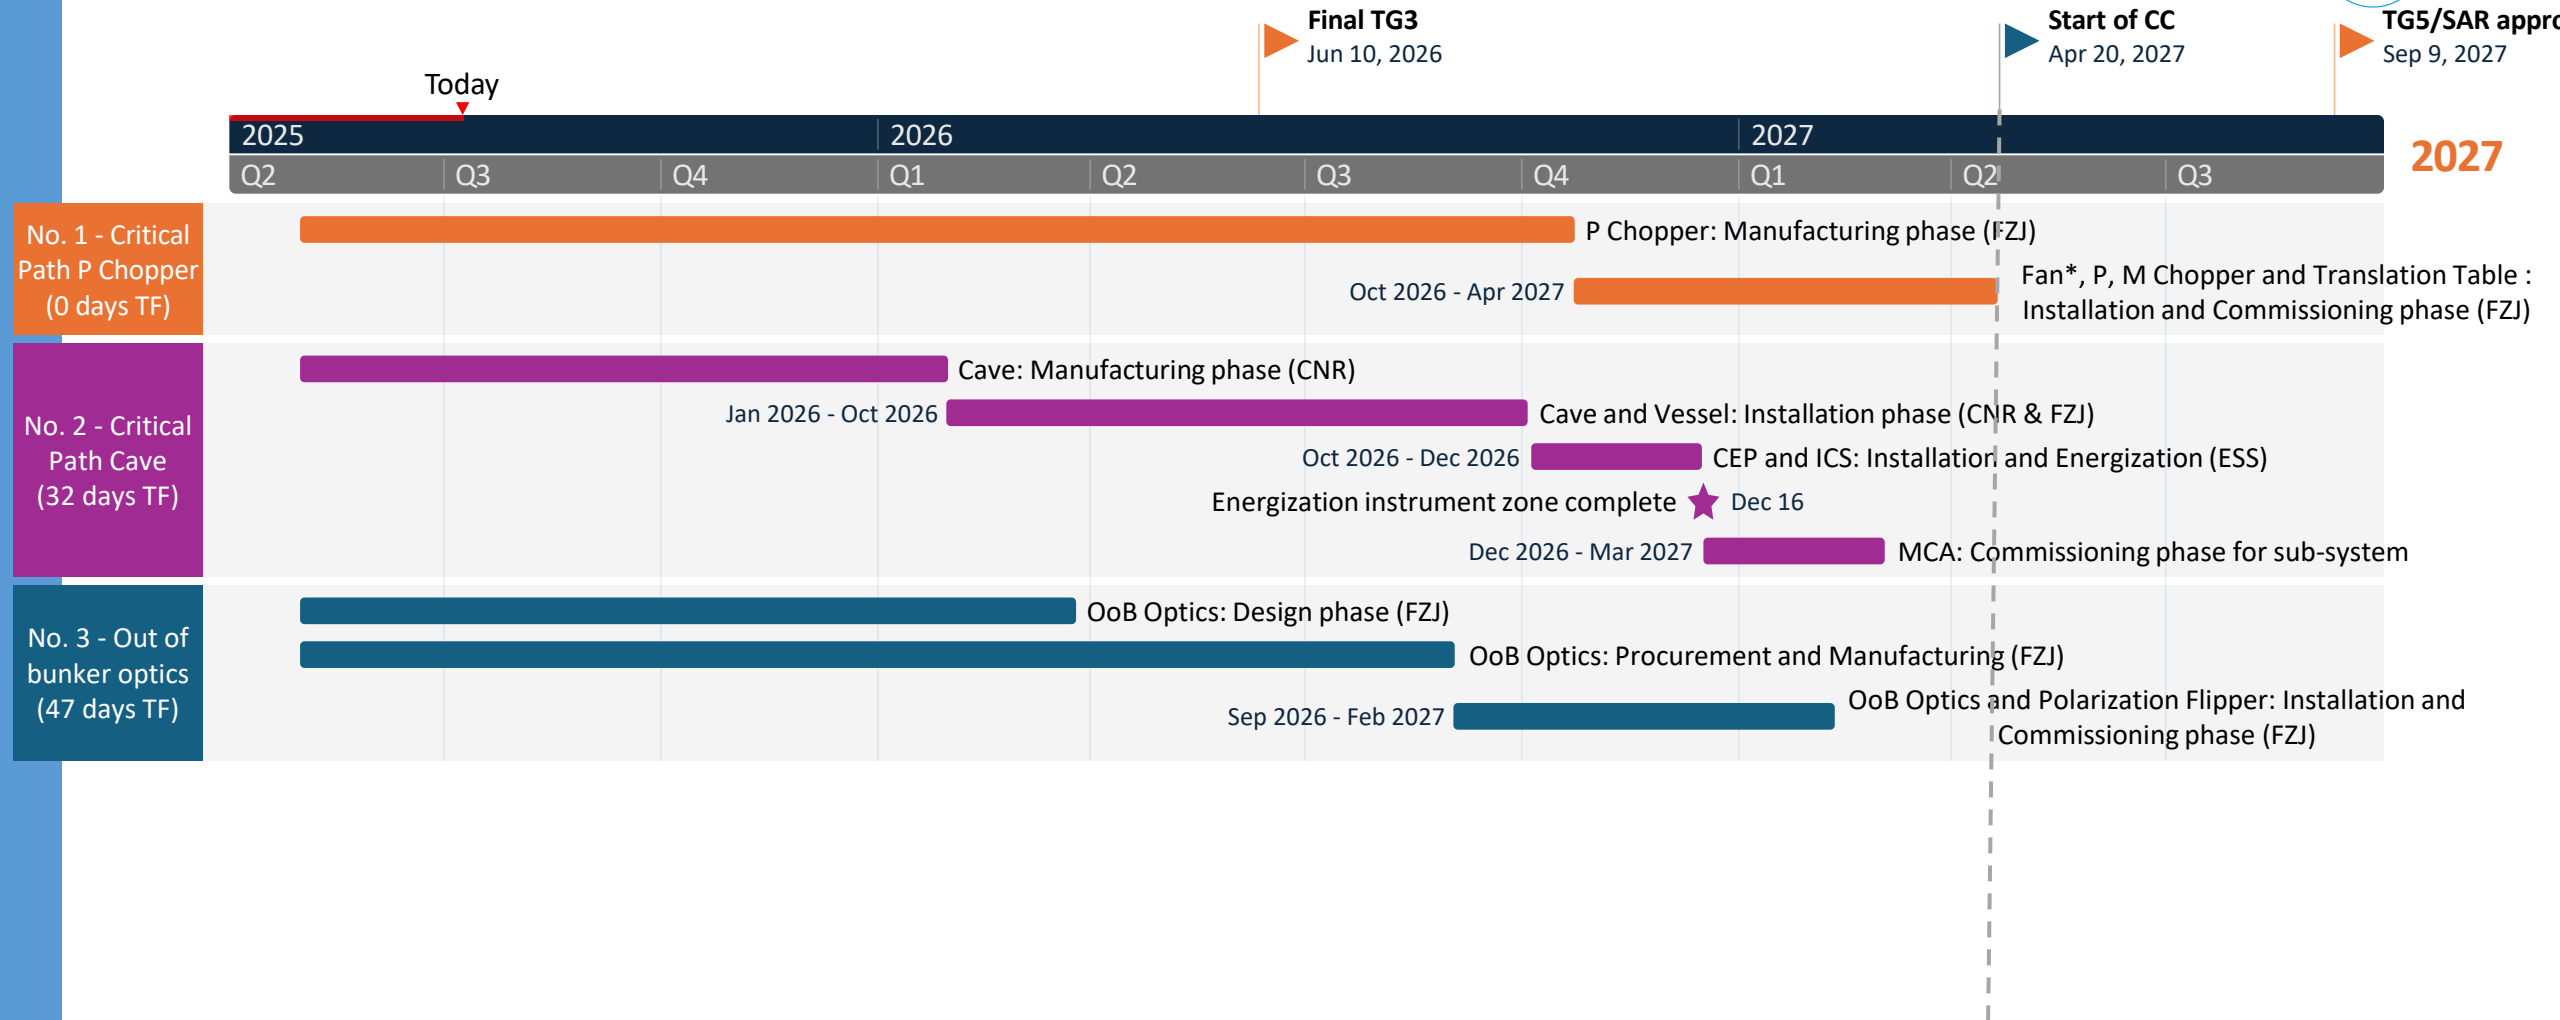 Final TG3
Jun 10, 2026
Start of CC
Apr 20, 2027
TG5/SAR appro
Sep 9, 2027
Today
2025
2026
2027
2027
Q2
Q3
Q4
Q1
Q2
Q3
Q4
Q1
Q2
Q3
No. 1 - Critical
Path P Chopper
(0 days TF)
P Chopper: Manufacturing phase (FZJ)
Oct 2026 - Apr 2027
Fan*, P, M Chopper and Translation Table :
Installation and Commissioning phase (FZJ)
No. 2 - Critical
Path Cave
(32 days TF)
Cave: Manufacturing phase (CNR)
Jan 2026 - Oct 2026
Cave and Vessel: Installation phase (CNR & FZJ)
Oct 2026 - Dec 2026
CEP and ICS: Installation and Energization (ESS)
Energization instrument zone complete
Dec 16
Dec 2026 - Mar 2027
MCA: Commissioning phase for sub-system
No. 3 - Out of
bunker optics
(47 days TF)
OoB Optics: Design phase (FZJ)
OoB Optics: Procurement and Manufacturing (FZJ)
Sep 2026 - Feb 2027
OoB Optics and Polarization Flipper: Installation and
Commissioning phase (FZJ)